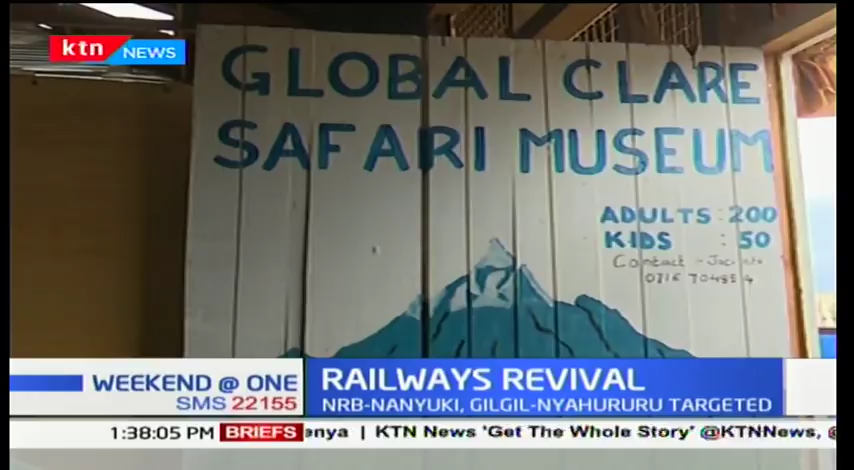 ktn NEWS
GLOBAL CLARE
SAFARI MUSEUM
ADULTS : 200
KIDS : 50
Contact -
WEEKEND @ ONE
SMS 22155
RAILWAYS REVIVAL
NRB-NANYUKI, GILGIL-NYAHURURU TARGETED
1:38:05 PM BRIEFS enya | KTN News 'Get The Whole Story' @KTNNews, @